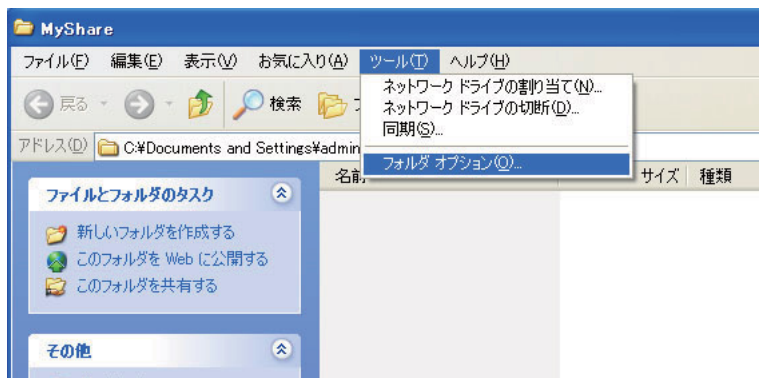 MyShare
ファイル(F) 編集(E) 表示(V) お気に入り(A) ツール(T) ヘルプ(H)
ネットワーク ドライブの割り当て(N)...
ネットワーク ドライブの切断(D)...
同期(S)...
フォルダ オプション(O)...
戻る 検索 フ
アドレス(D) C:¥Documents and Settings¥admin
名前 サイズ 種類
ファイルとフォルダのタスク
新しいフォルダを作成する
このフォルダを Web に公開する
このフォルダを共有する
その他